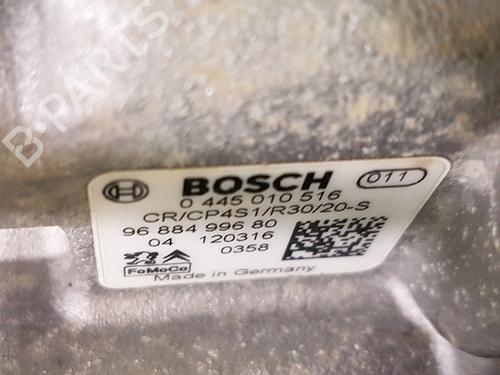 B-PARTS
BOSCH 011
0 445 010 516
CR/CP4S1/R30/20-S
96 884 996 80
04 120316
0358
FoMoCo Made in Germany